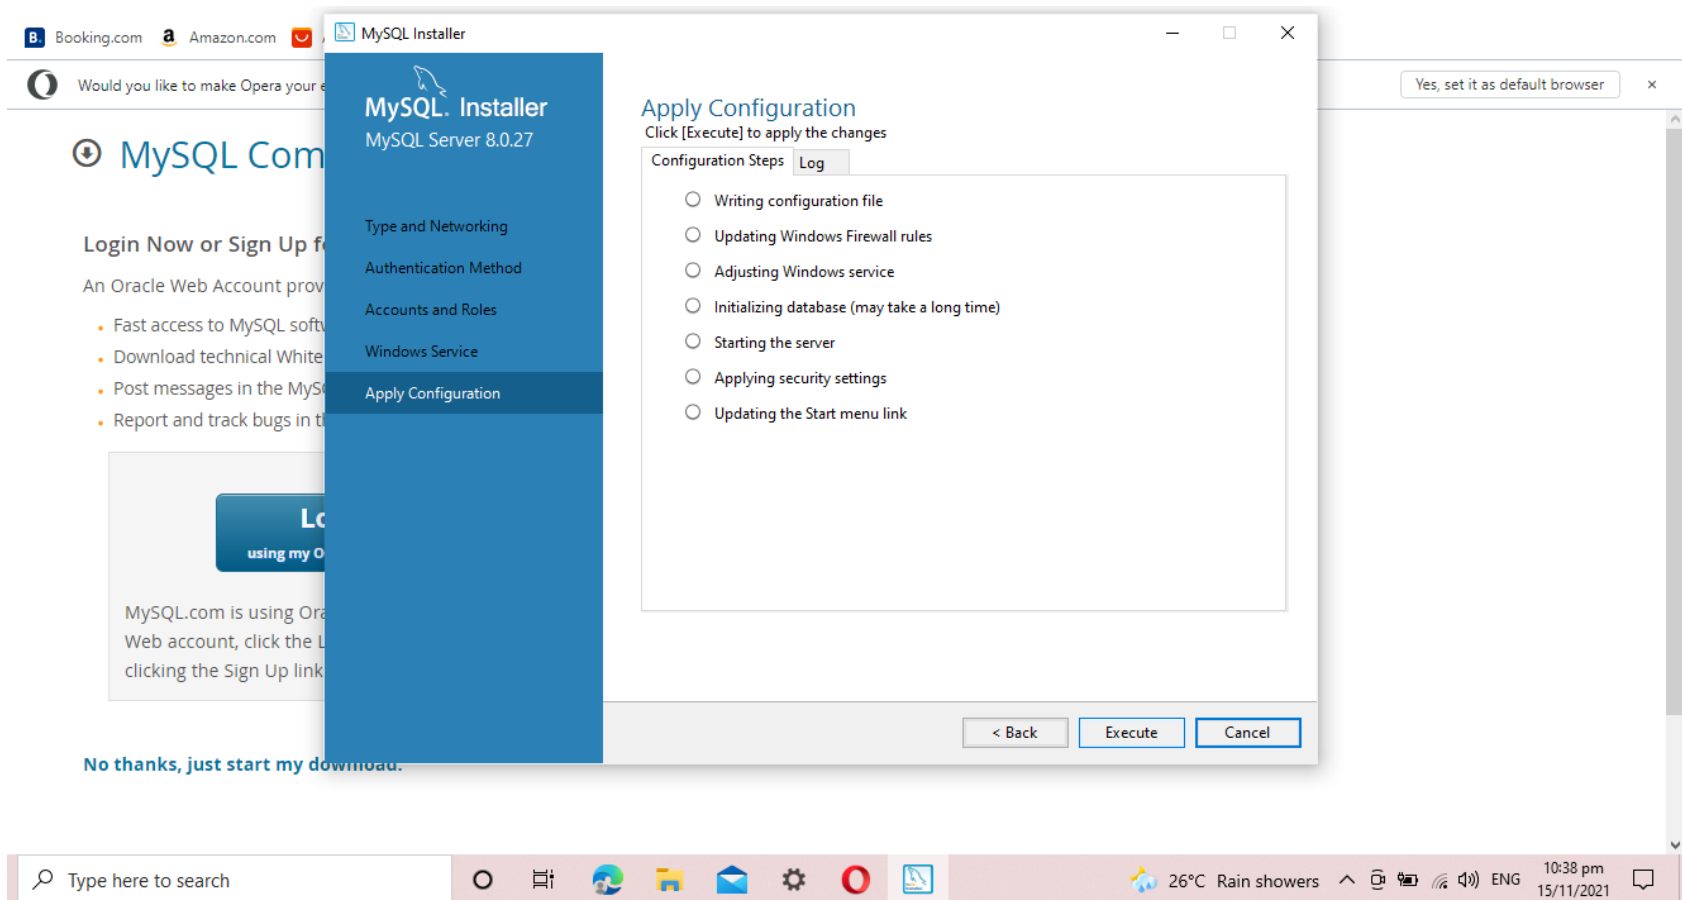 Booking.com
Amazon.com
MySQL Installer
Would you like to make Opera your
Yes, set it as default browser
MySQL Com
Login Now or Sign Up f
An Oracle Web Account prov
Fast access to MySQL softw
Download technical White
Post messages in the MyS
Report and track bugs in t
Lo
using my O
MySQL.com is using Ora
Web account, click the L
clicking the Sign Up link
No thanks, just start my download.
MySQL. Installer
MySQL Server 8.0.27
Type and Networking
Authentication Method
Accounts and Roles
Windows Service
Apply Configuration
Apply Configuration
Click [Execute] to apply the changes
Configuration Steps
Log
Writing configuration file
Updating Windows Firewall rules
Adjusting Windows service
Initializing database (may take a long time)
Starting the server
Applying security settings
Updating the Start menu link
< Back
Execute
Cancel
Type here to search
26°C Rain showers
ENG
10:38 pm
15/11/2021